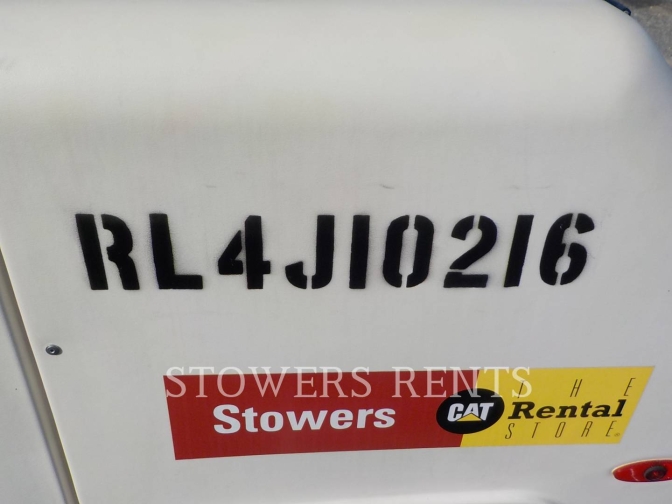 RL4J10216
STOWERS RENTS
Stowers
CAT
THE
Rental
STORE®